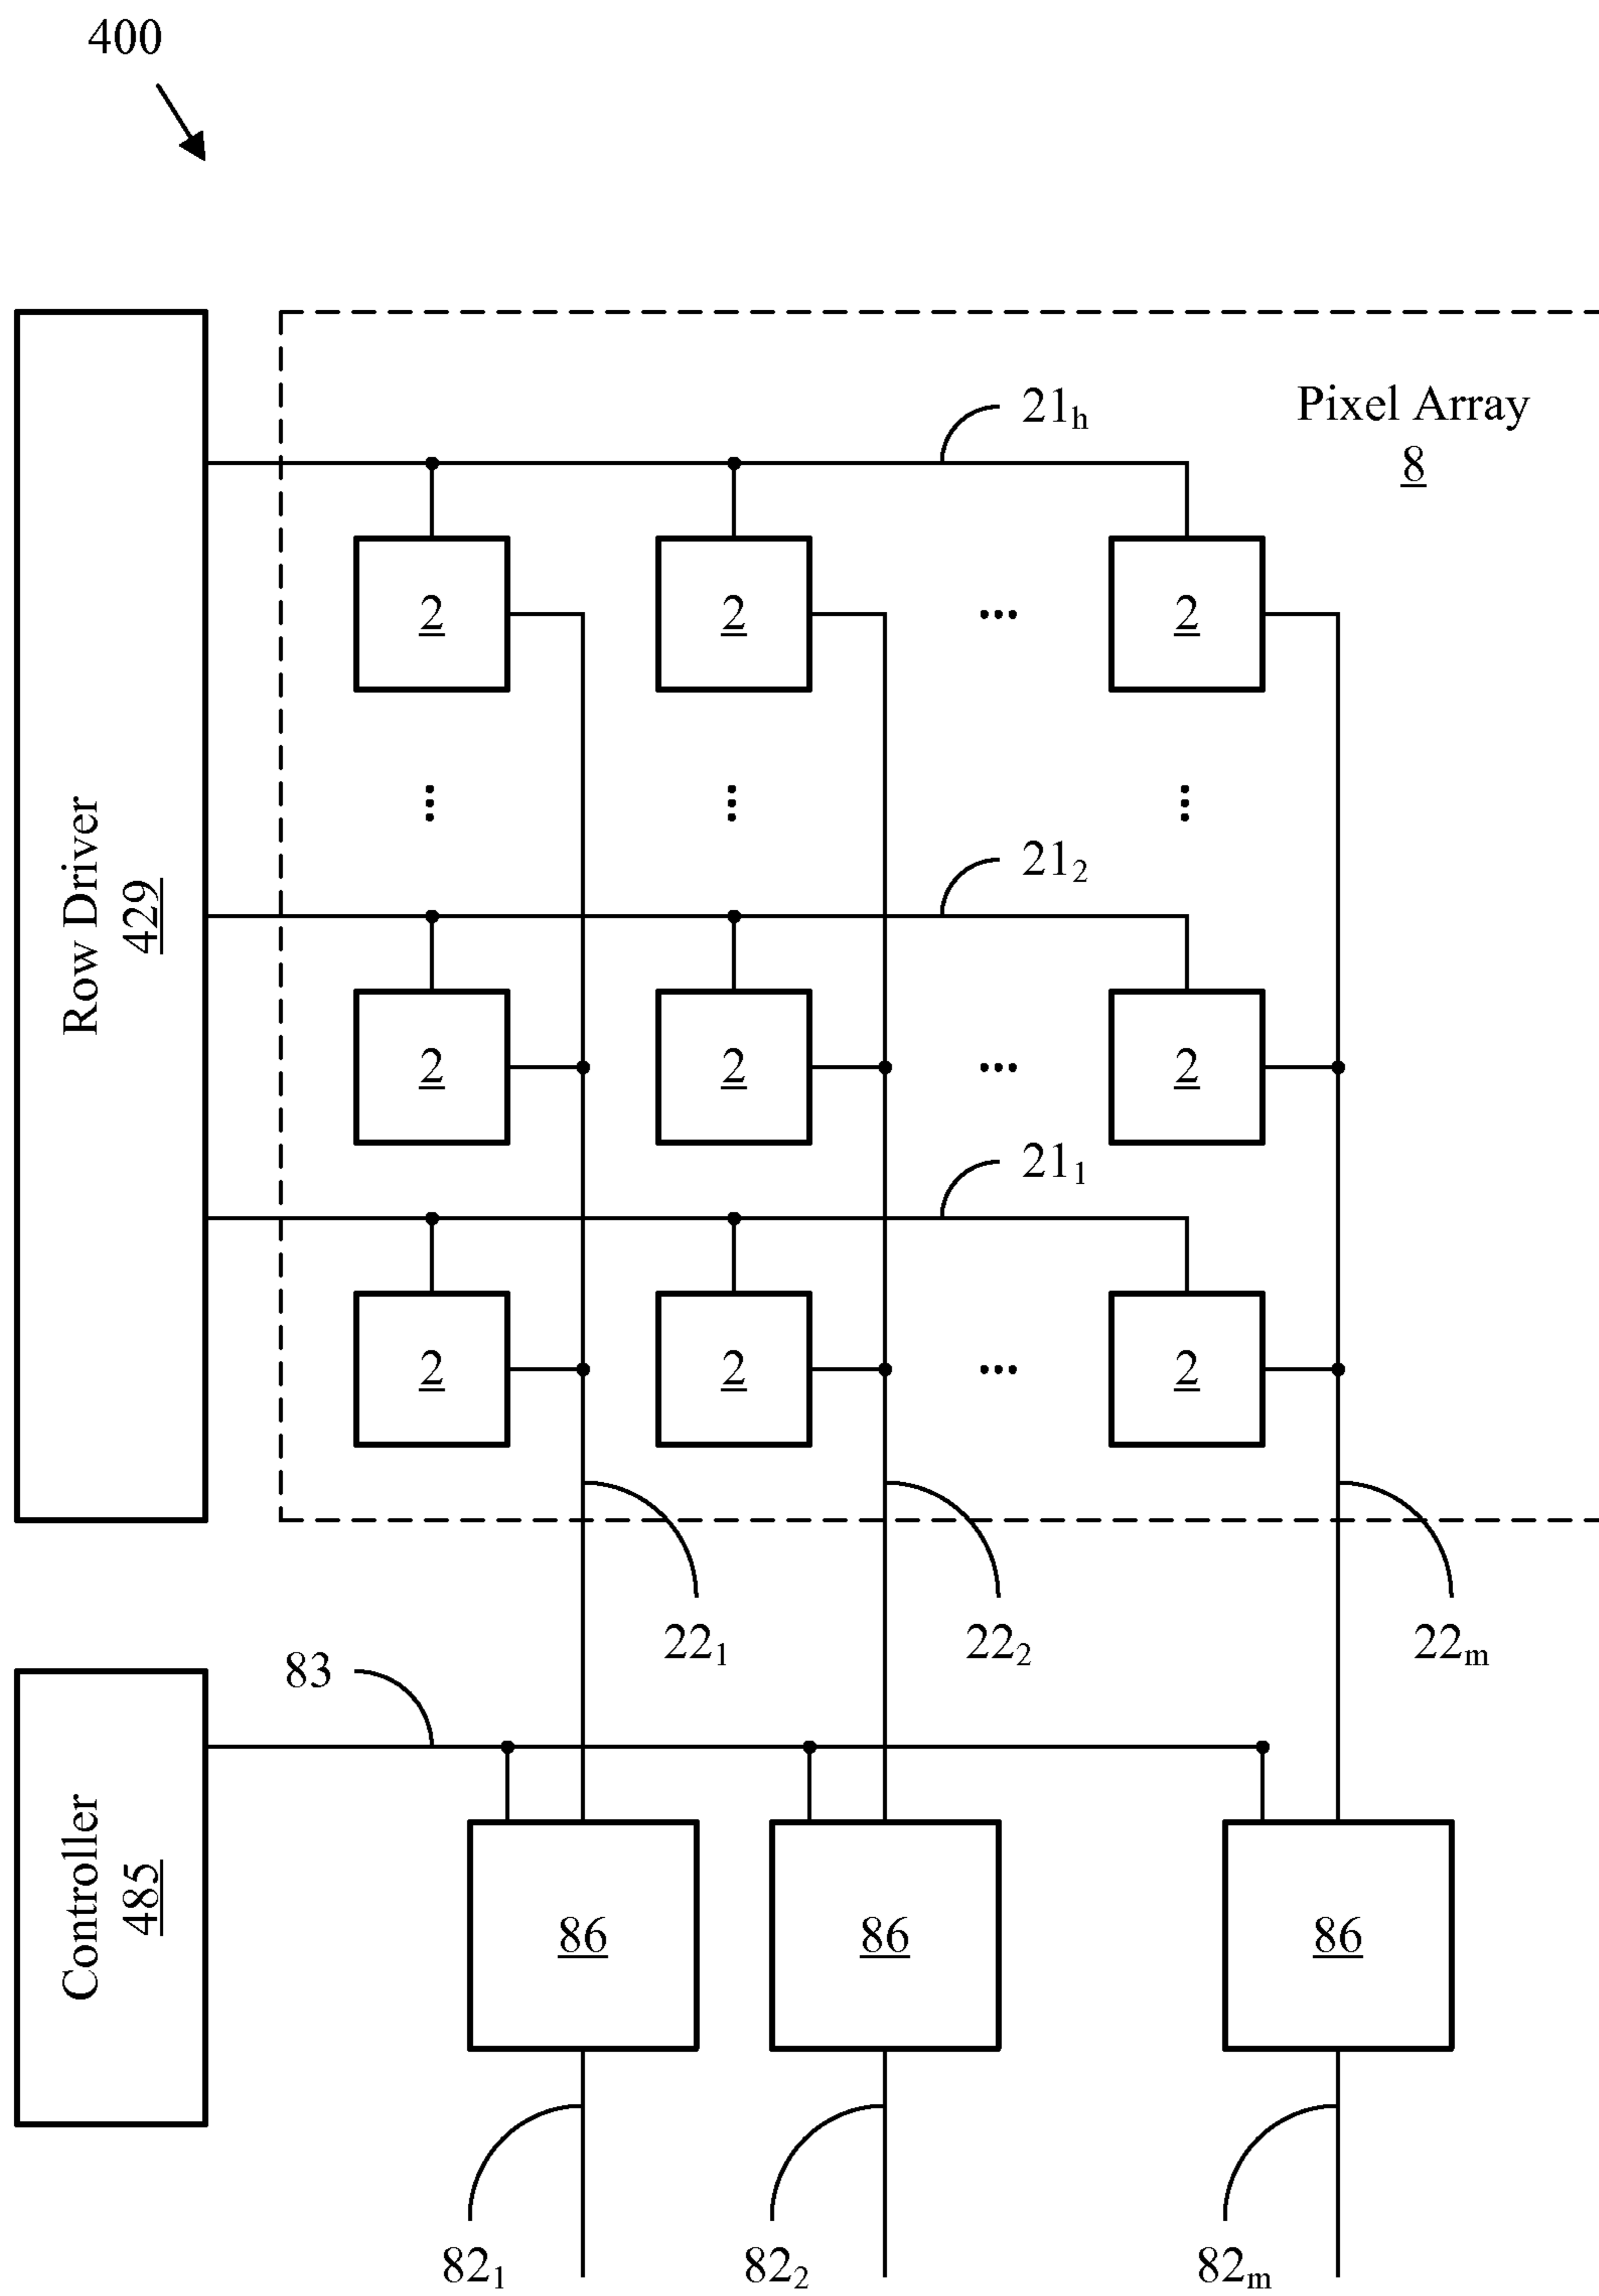 400
21h
Pixel Array
8
2 2 ... 2
21₂
Row Driver
429
2 2 ... 2
21₁
2 2 ... 2
22₁ 22₂ 22m
83
Controller
485
86 86 86
82₁ 82₂ 82m